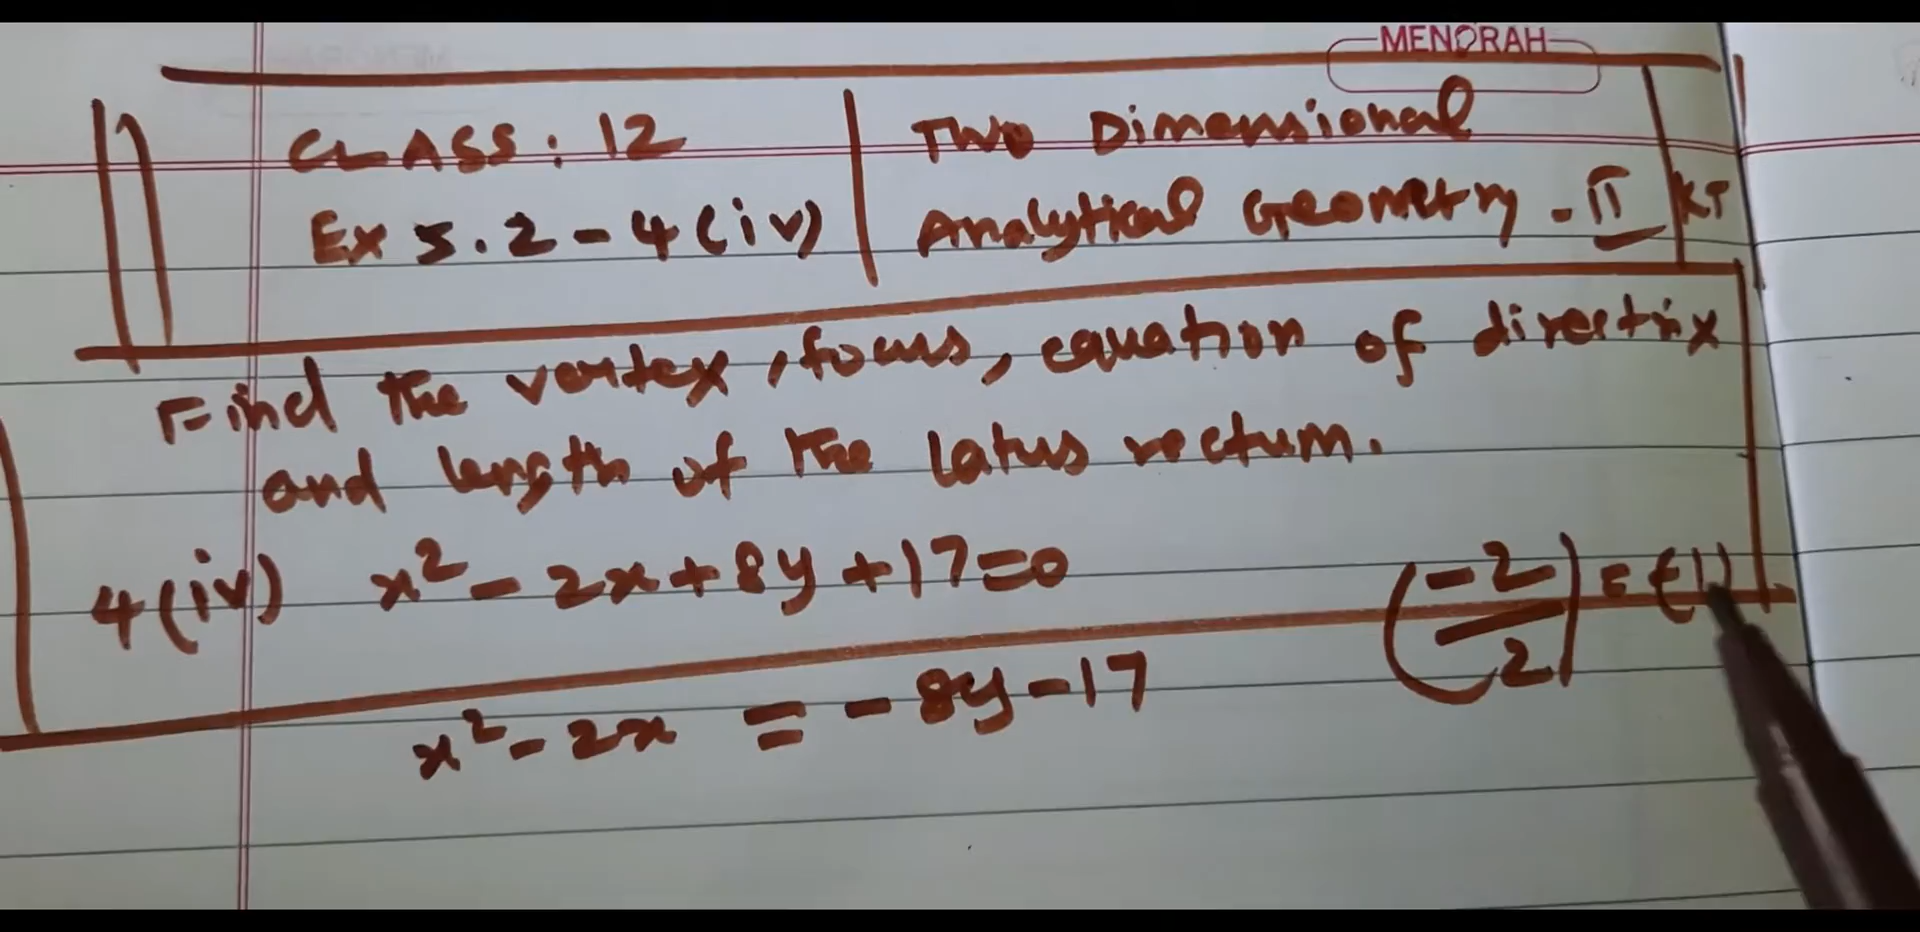 MENORAH
CLASS: 12
Ex 5.2-4(iv)
Two Dimensional
Analytical Geometry -II
KT
Find the vertex, focus, equation of directrix
and length of the latus rectum.
4(iv) x²-2x+8y+17=0
(-2/2) = (-1)
x²-2x = -8y-17